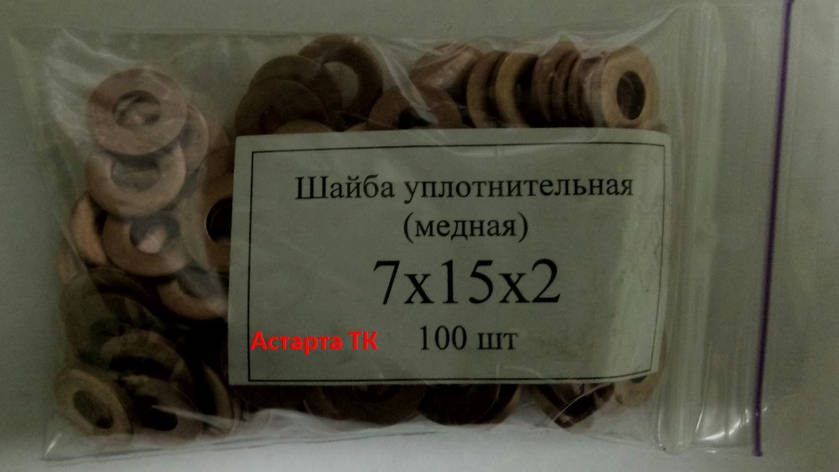 Шайба уплотнительная
(медная)
7х15х2
Астарта ТК
100 шт